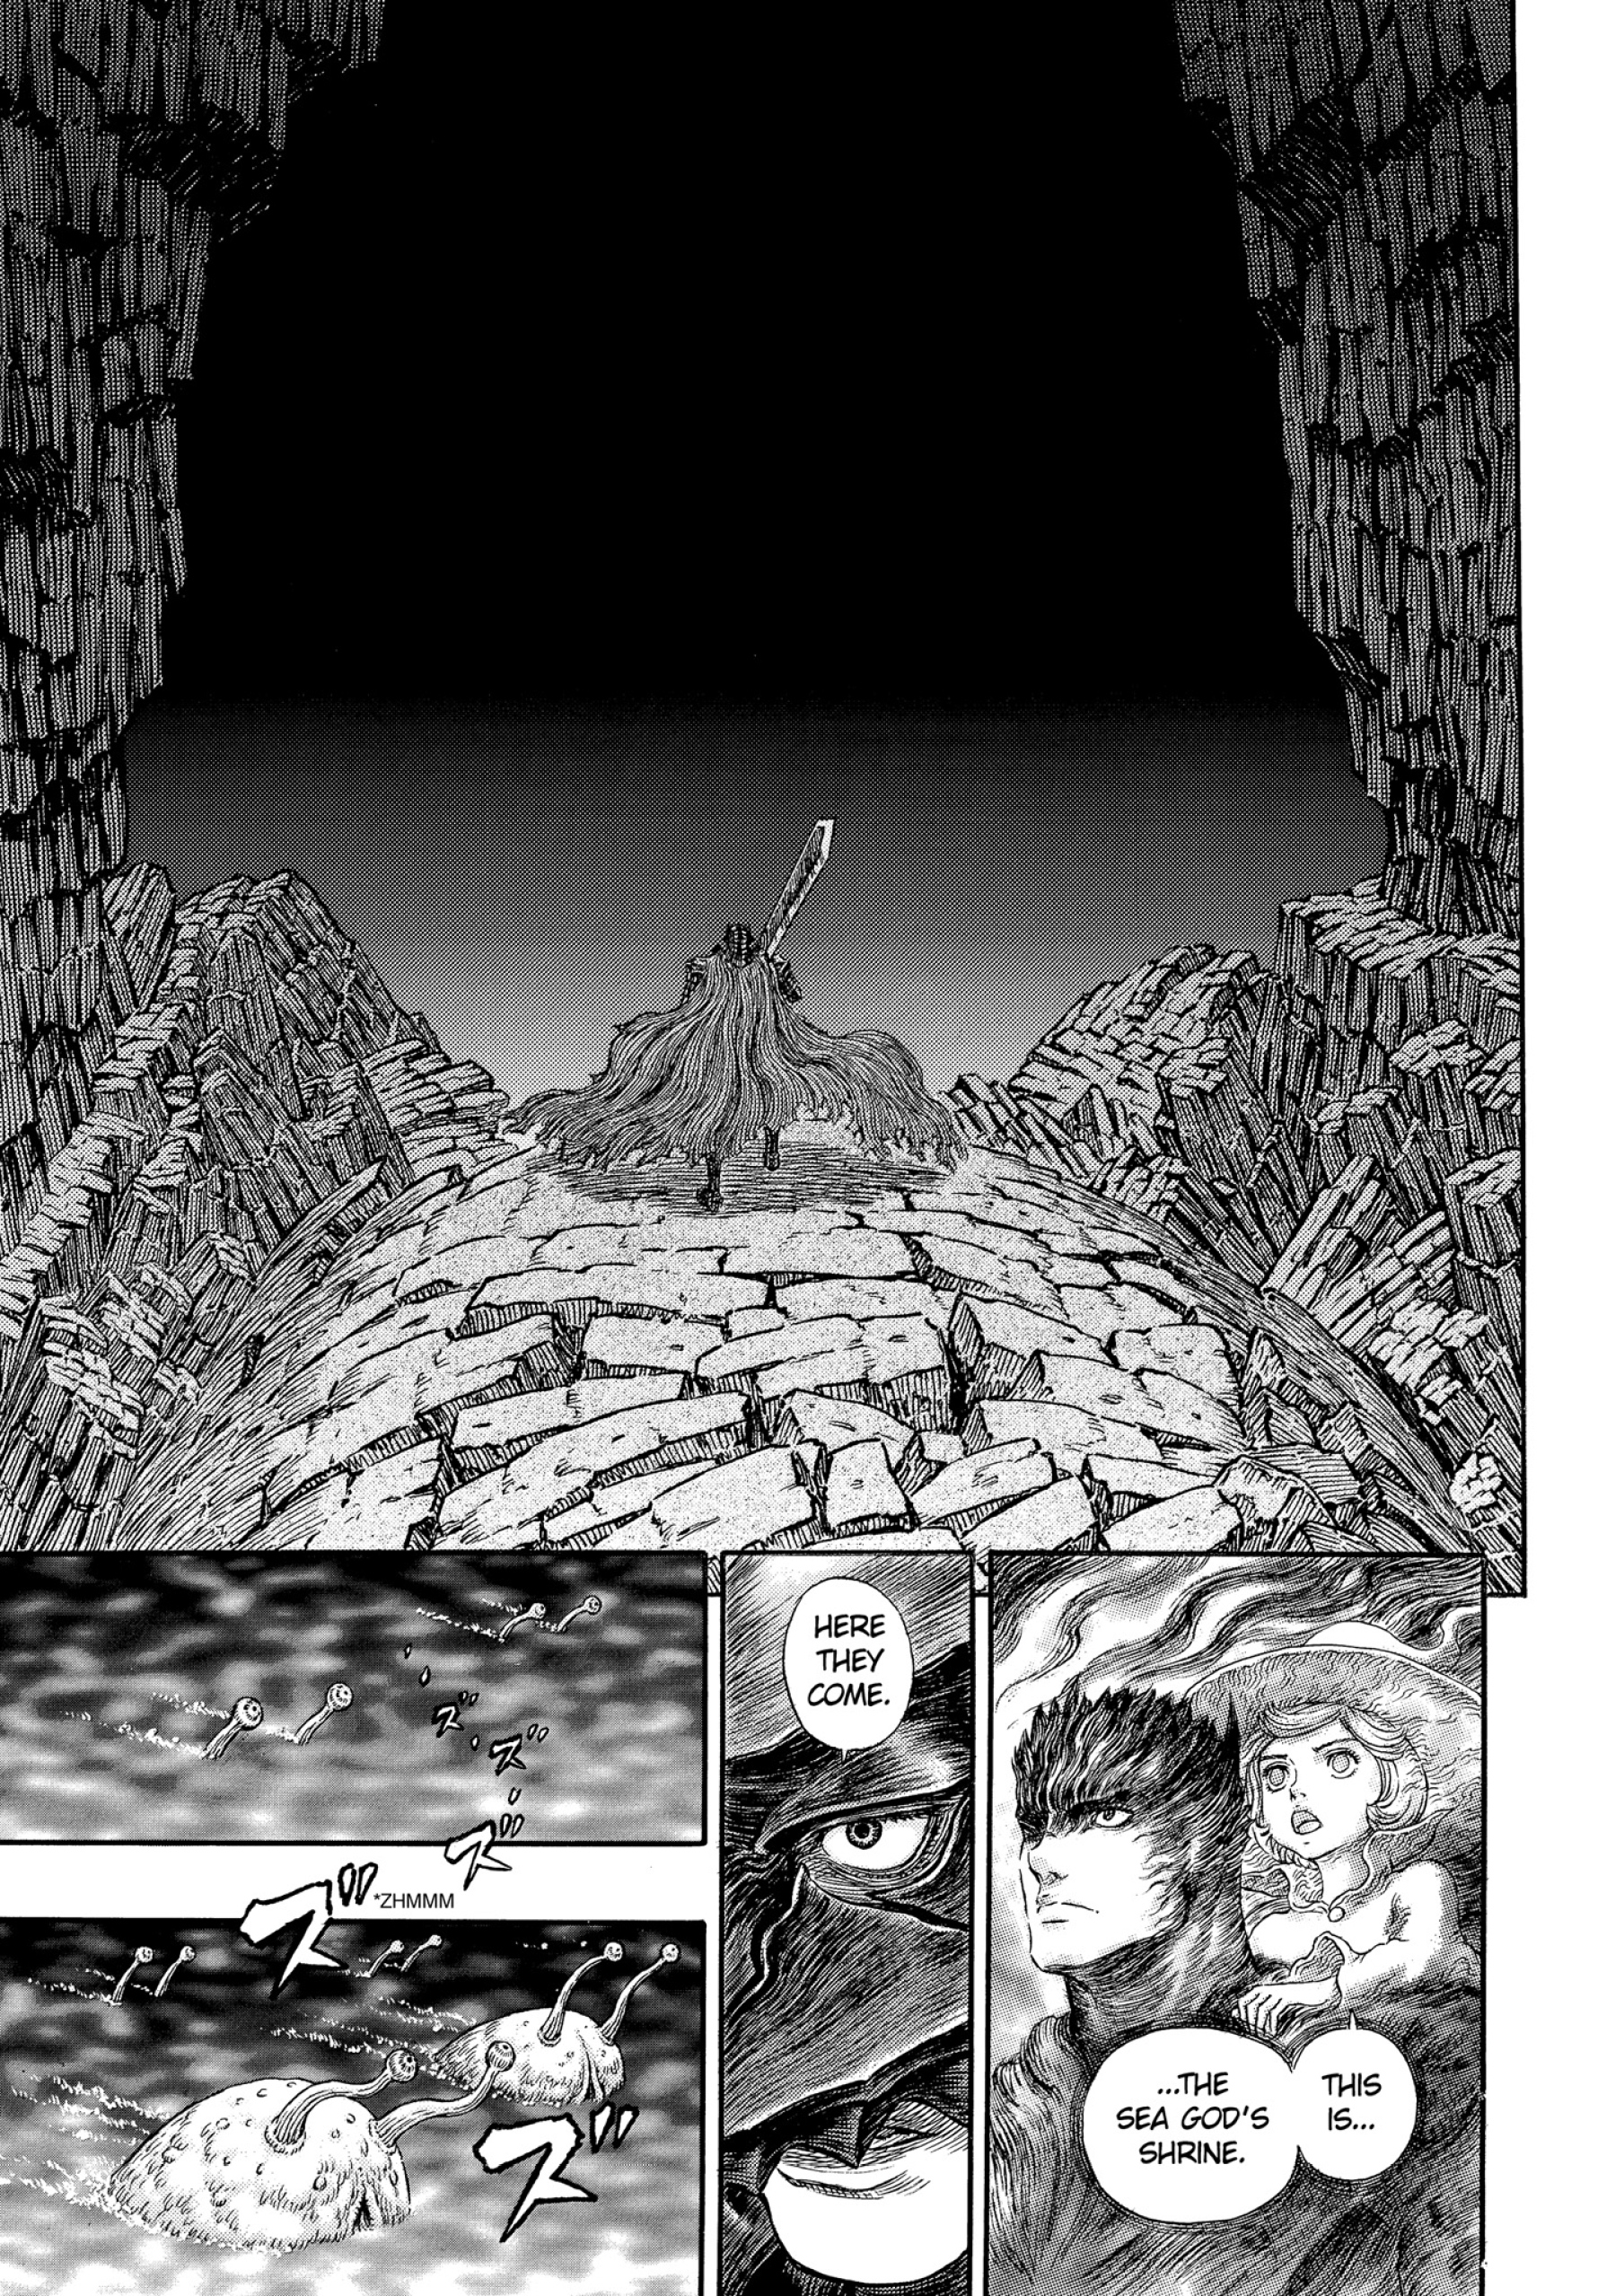 THIS
IS...
...THE
SEA GOD'S
SHRINE.
HERE
THEY
COME.
ズズズ
*ZHMMM
ズ
ズ